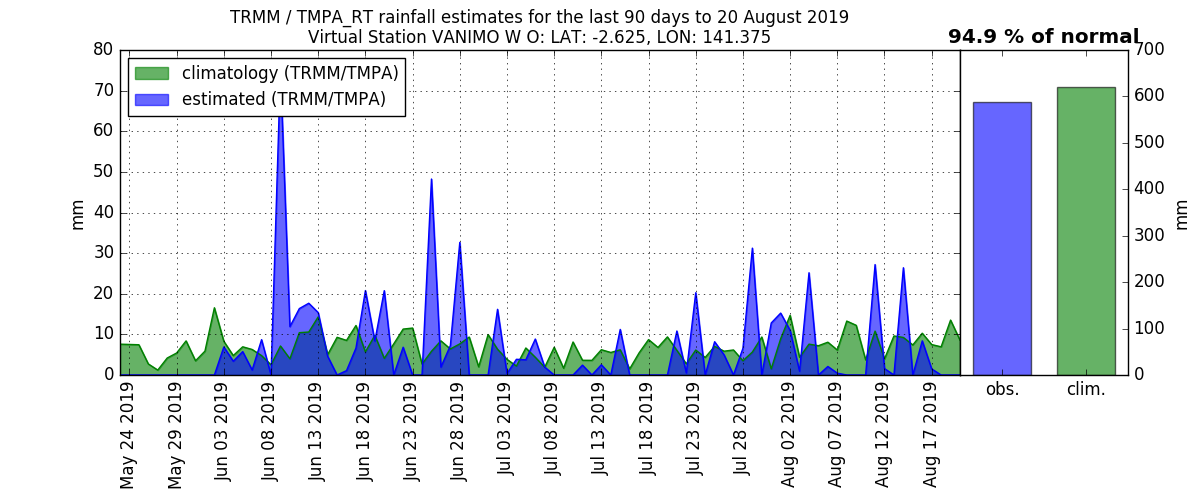 TRMM / TMPA_RT rainfall estimates for the last 90 days to 20 August 2019
Virtual Station VANIMO W O: LAT: -2.625, LON: 141.375
94.9 % of normal
climatology (TRMM/TMPA)
estimated (TRMM/TMPA)
80
70
60
50
40
30
20
10
0
mm
May 24 2019
May 29 2019
Jun 03 2019
Jun 08 2019
Jun 13 2019
Jun 18 2019
Jun 23 2019
Jun 28 2019
Jul 03 2019
Jul 08 2019
Jul 13 2019
Jul 18 2019
Jul 23 2019
Jul 28 2019
Aug 02 2019
Aug 07 2019
Aug 12 2019
Aug 17 2019
700
600
500
400
300
200
100
0
mm
obs.
clim.